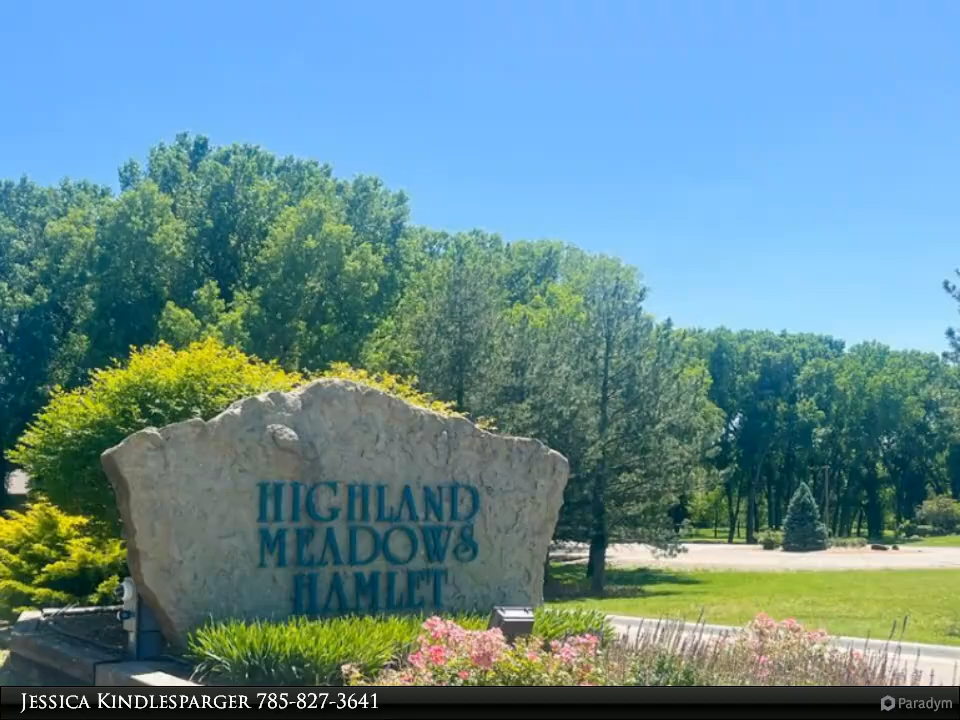 HIGHLAND
MEADOWS
HAMLET
JESSICA KINDLESPARGER 785-827-3641
Paradym